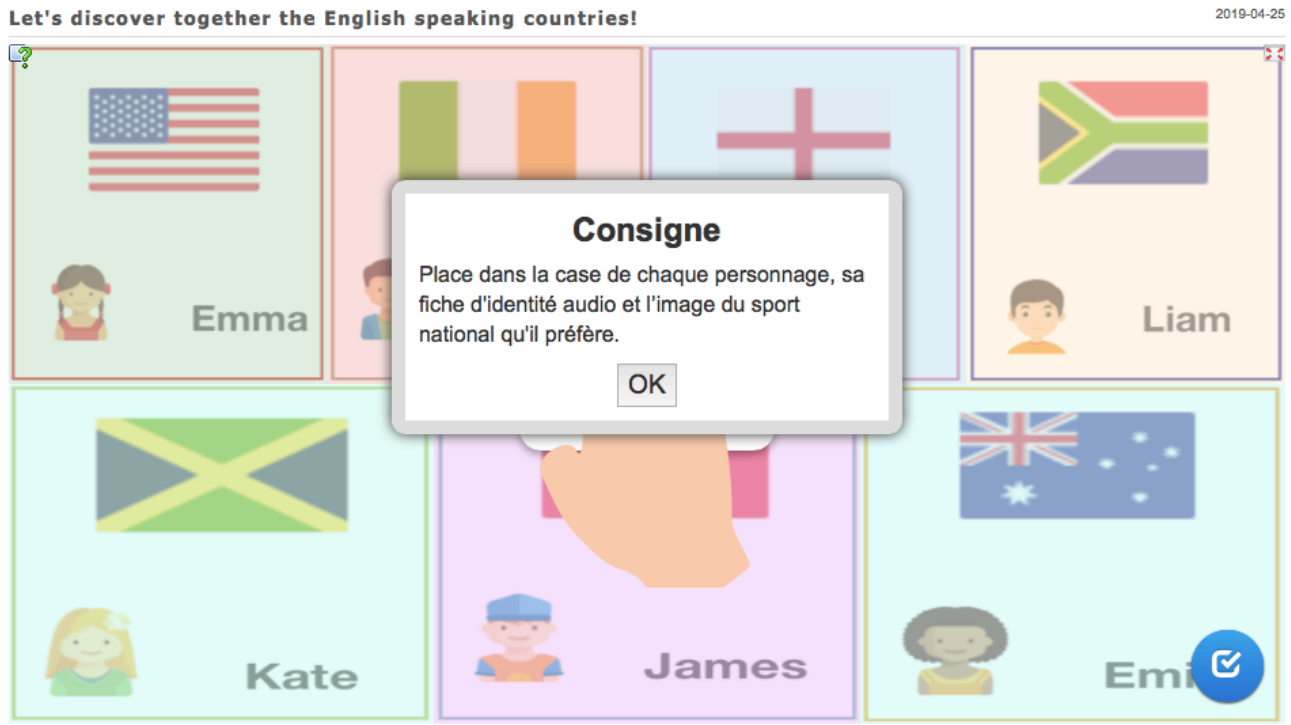 Let's discover together the English speaking countries!
2019-04-25
Consigne
Place dans la case de chaque personnage, sa
fiche d'identité audio et l’image du sport
national qu'il préfère.
OK
Emma
Liam
Kate
James